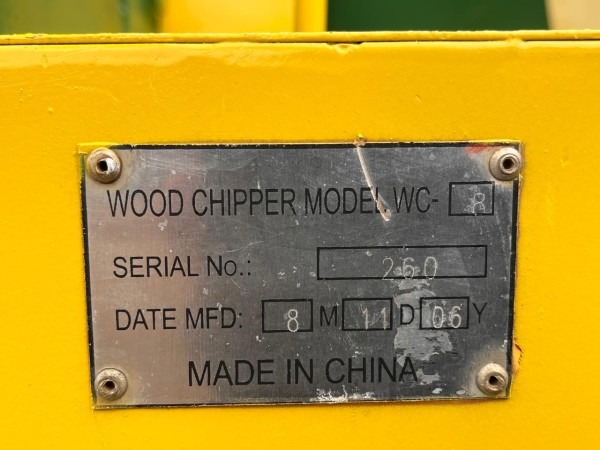 WOOD CHIPPER MODEL WC- 8
SERIAL No.: 260
DATE MFD: 8 M 11 D 06 Y
MADE IN CHINA